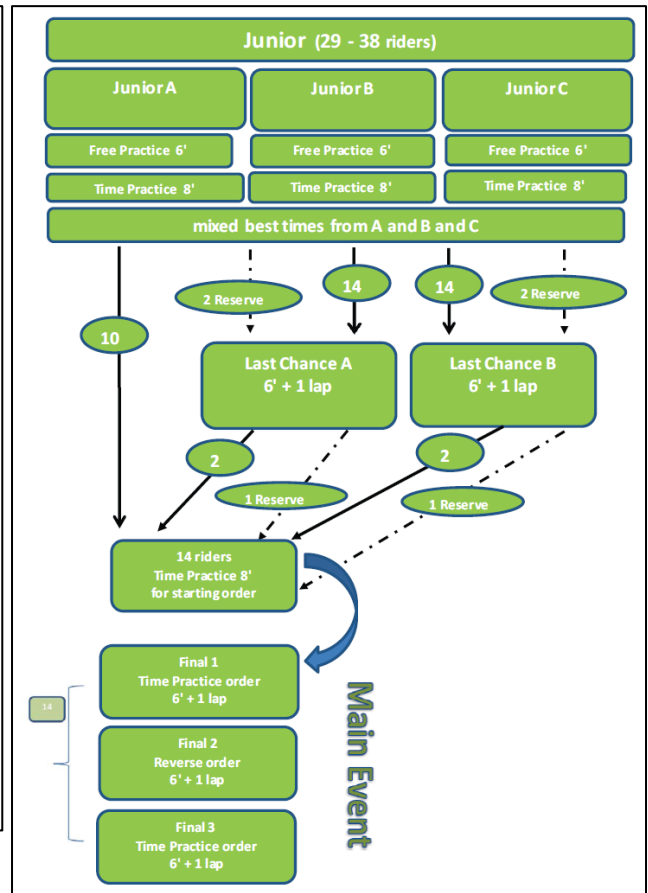 Junior (29 - 38 riders)
Junior A
Junior B
Junior C
Free Practice 6'
Free Practice 6'
Free Practice 6'
Time Practice 8'
Time Practice 8'
Time Practice 8'
mixed best times from A and B and C
10
2 Reserve
14
14
2 Reserve
Last Chance A
6' + 1 lap
Last Chance B
6' + 1 lap
2
2
1 Reserve
1 Reserve
14 riders
Time Practice 8'
for starting order
Final 1
Time Practice order
6' + 1 lap
14
Final 2
Reverse order
6' + 1 lap
Final 3
Time Practice order
6' + 1 lap
Main Event